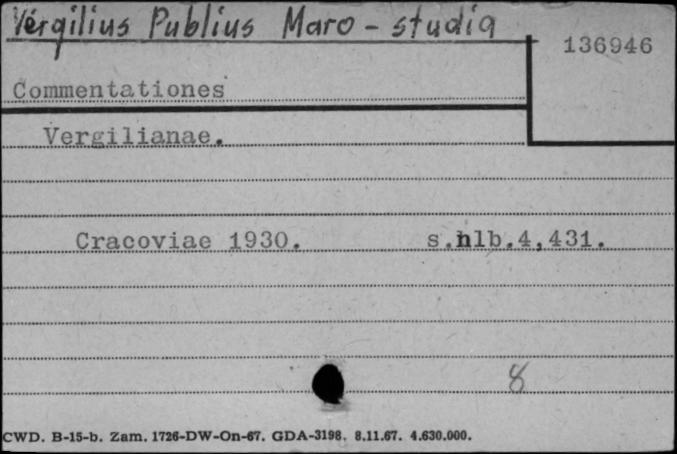 Vergilius Publius Maro - studia
136946
Commentationes
Vergilianae.
Cracoviae 1930. s.nlb.4,431.
8
CWD. B-15-b. Zam. 1726-DW-On-67. GDA-3198. 8.11.67. 4.630.000.